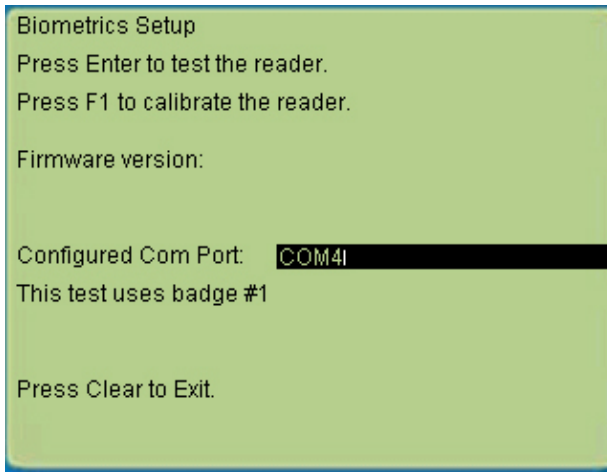 Biometrics Setup
Press Enter to test the reader.
Press F1 to calibrate the reader.
Firmware version:
Configured Com Port: COM4
This test uses badge #1
Press Clear to Exit.